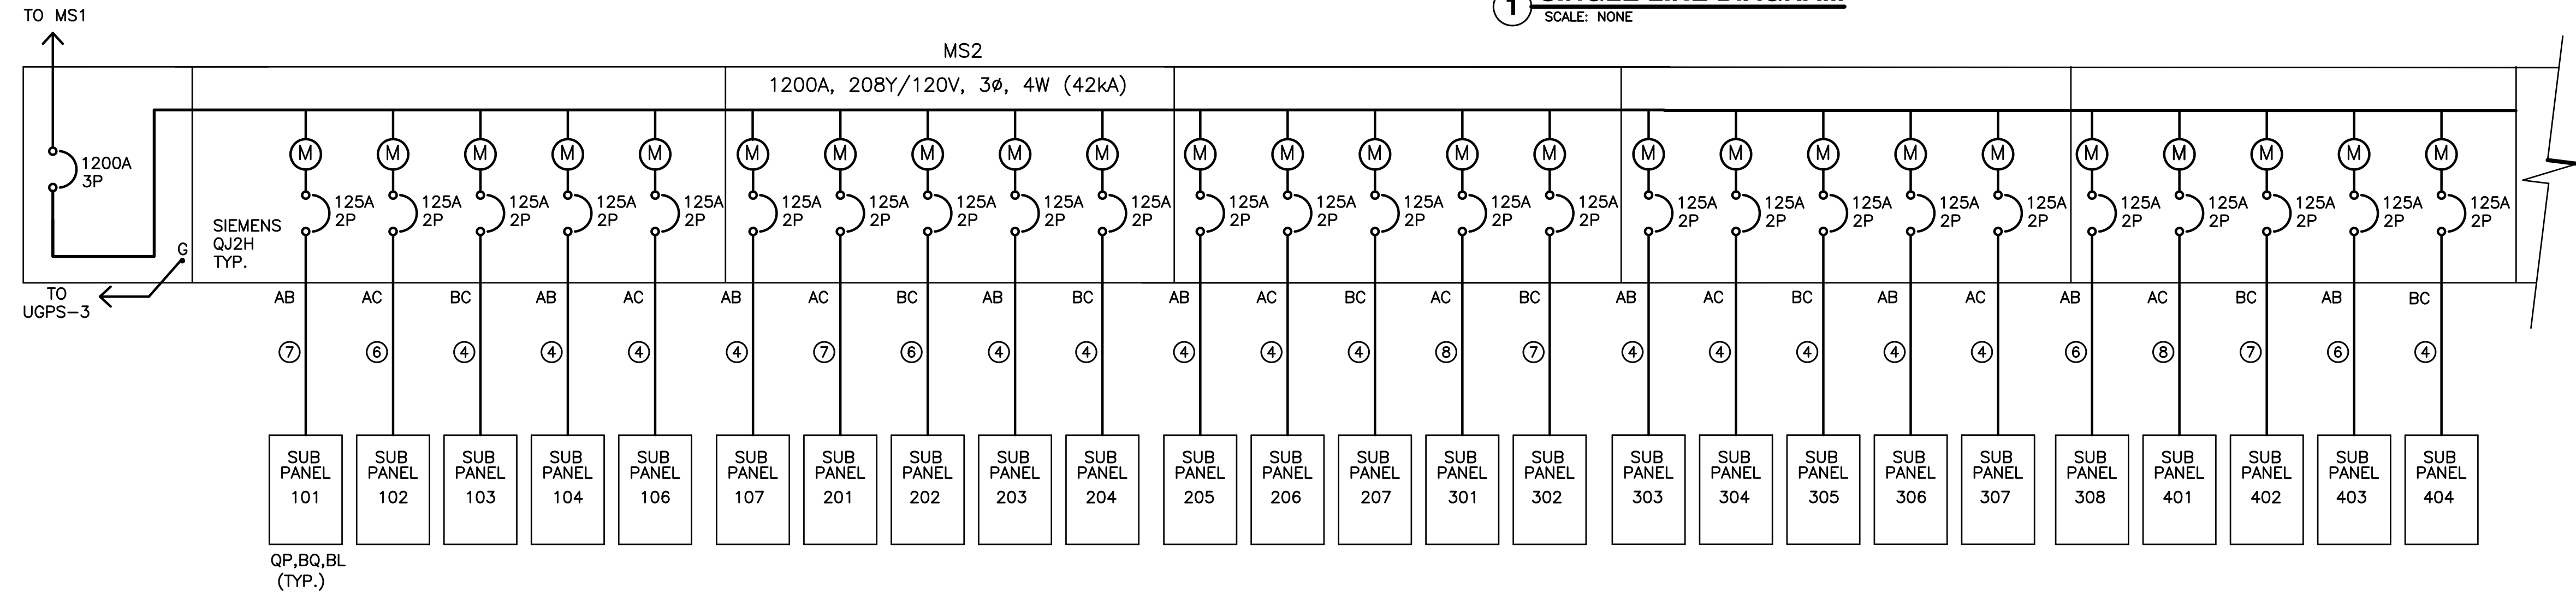 TO MS1
1
SINGLE LINE DIAGRAM
SCALE: NONE
MS2
1200A, 208Y/120V, 3ø, 4W (42kA)
M M M M M M M M M M M M M M M M M M M M M M M M M
1200A
3P
125A 125A 125A 125A 125A 125A 125A 125A 125A 125A 125A 125A 125A 125A 125A 125A 125A 125A 125A 125A 125A 125A 125A 125A 125A
2P 2P 2P 2P 2P 2P 2P 2P 2P 2P 2P 2P 2P 2P 2P 2P 2P 2P 2P 2P 2P 2P 2P 2P 2P
SIEMENS
QJ2H
TYP.
G
TO
UGPS-3
AB AC BC AB AC AB AC BC AB BC AB AC BC AC BC AB AC BC AB AC AB AC BC AB BC
7 6 4 4 4 4 7 6 4 4 4 4 4 8 7 4 4 4 4 4 6 8 7 6 4
SUB SUB SUB SUB SUB SUB SUB SUB SUB SUB SUB SUB SUB SUB SUB SUB SUB SUB SUB SUB SUB SUB SUB SUB SUB
PANEL PANEL PANEL PANEL PANEL PANEL PANEL PANEL PANEL PANEL PANEL PANEL PANEL PANEL PANEL PANEL PANEL PANEL PANEL PANEL PANEL PANEL PANEL PANEL PANEL
101 102 103 104 106 107 201 202 203 204 205 206 207 301 302 303 304 305 306 307 308 401 402 403 404
QP,BQ,BL
(TYP.)